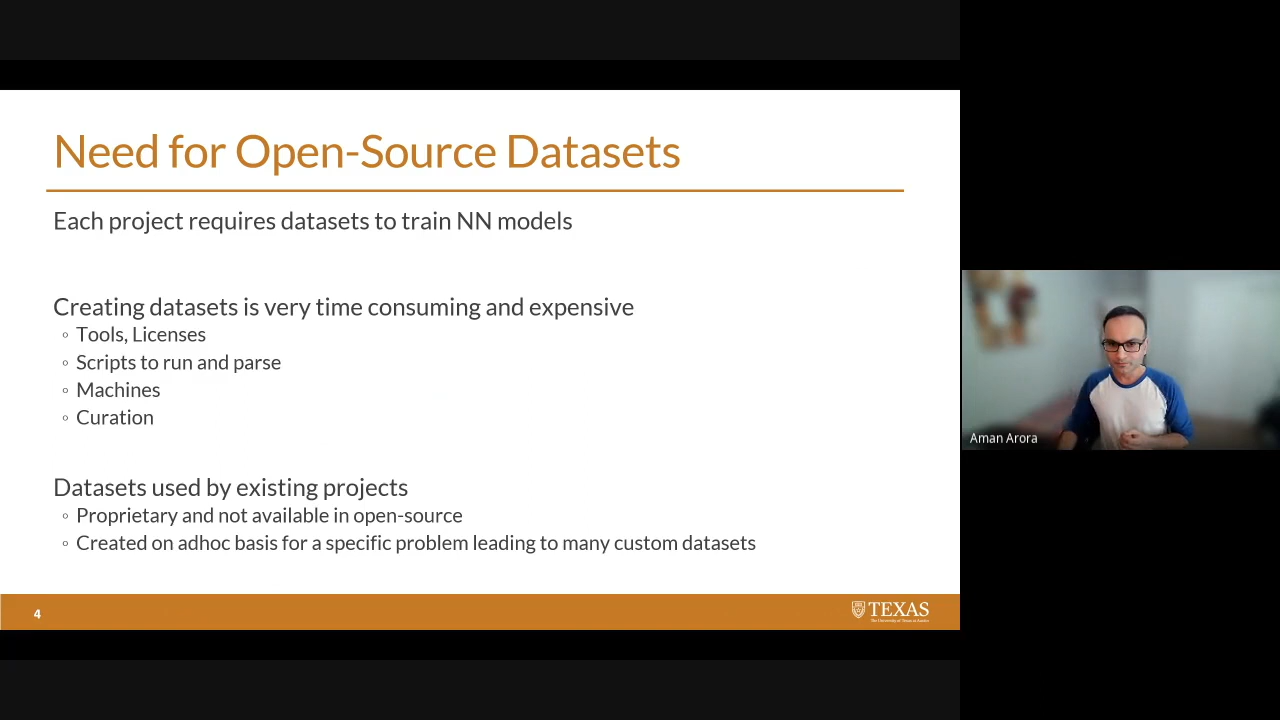 Need for Open-Source Datasets
Each project requires datasets to train NN models
Creating datasets is very time consuming and expensive
◦ Tools, Licenses
◦ Scripts to run and parse
◦ Machines
◦ Curation
Datasets used by existing projects
◦ Proprietary and not available in open-source
◦ Created on adhoc basis for a specific problem leading to many custom datasets
4
TEXAS
The University of Texas at Austin
Aman Arora